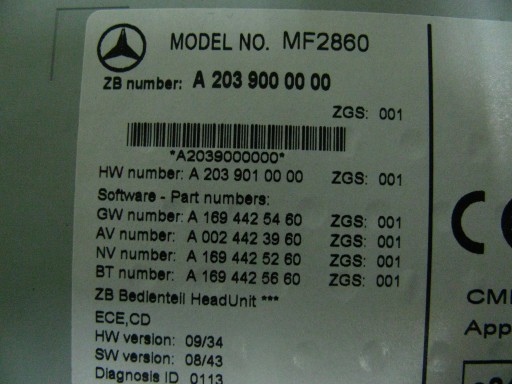 MODEL NO. MF2860
ZB number: A 203 900 00 00
ZGS: 001
*A2039000000*
HW number: A 203 901 00 00 ZGS: 001
Software - Part numbers:
GW number: A 169 442 54 60 ZGS: 001
AV number: A 002 442 39 60 ZGS: 001
NV number: A 169 442 52 60 ZGS: 001
BT number: A 169 442 56 60 ZGS: 001
ZB Bedienteil HeadUnit ***
ECE,CD
HW version: 09/34
SW version: 08/43
Diagnosis ID 0113
CE
CMI
App